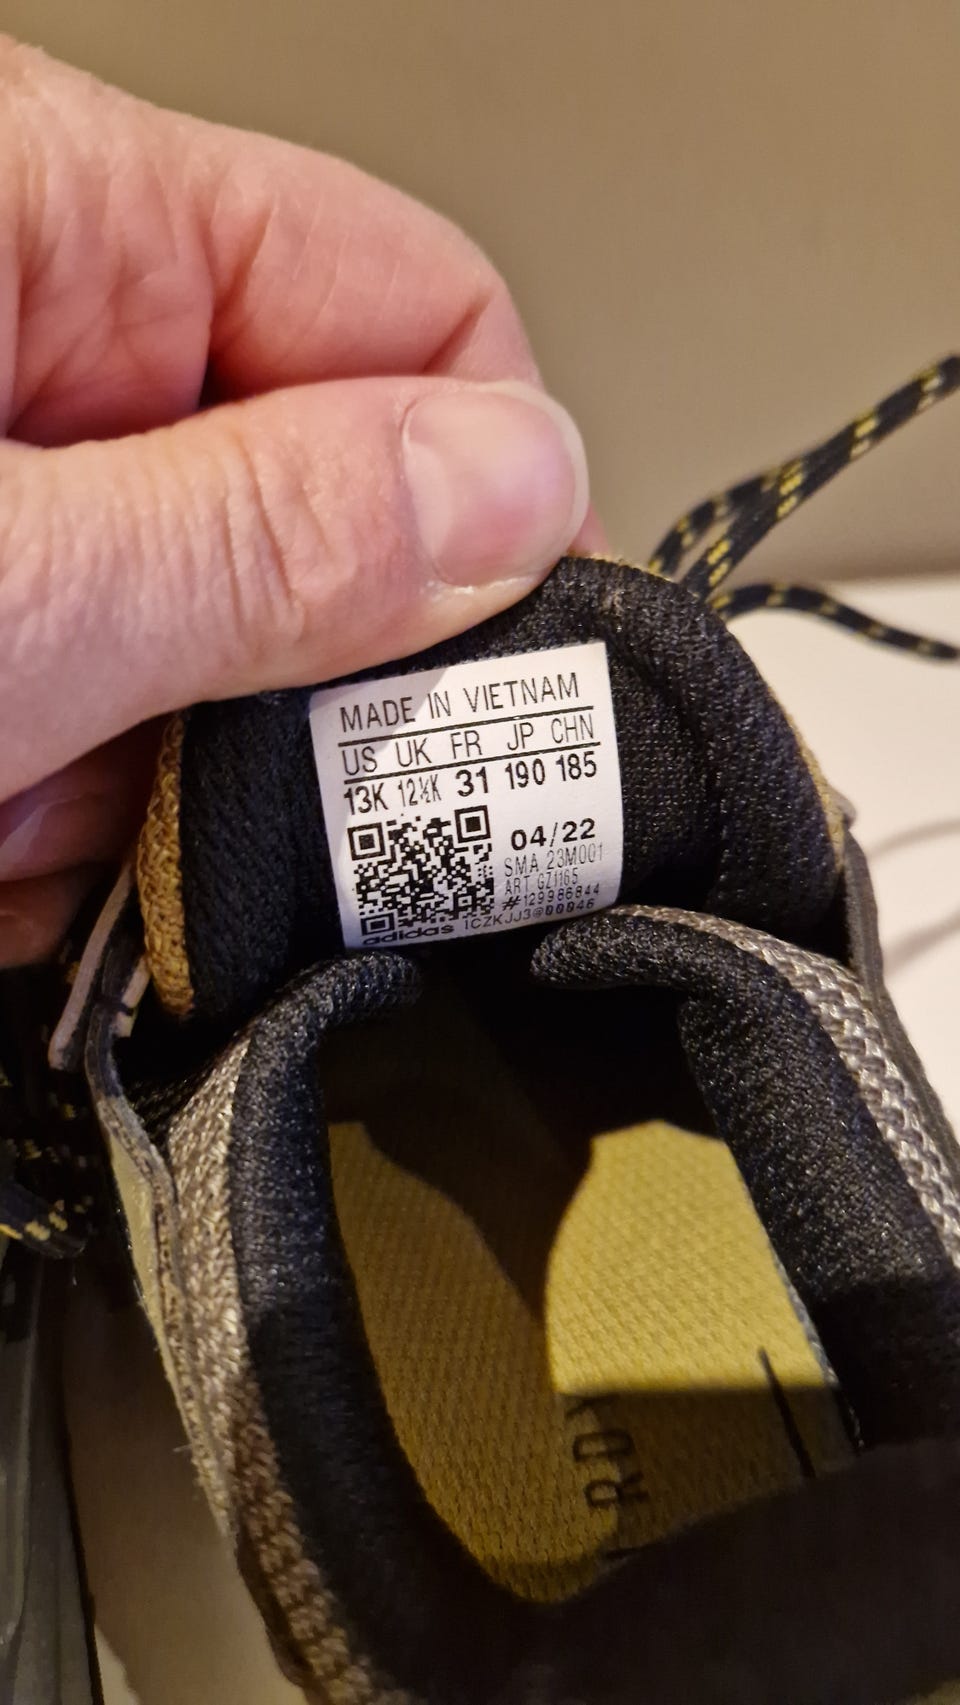 MADE IN VIETNAM
US UK FR JP CHN
13K 12½K 31 190 185
04/22
SMA 23M001
ART GZ1165
#129986844
adidas 1CZKJJ3@00046